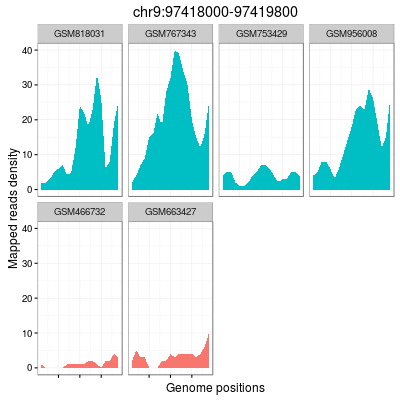 chr9:97418000-97419800
GSM818031 GSM767343 GSM753429 GSM956008
40
30
20
10
0
Mapped reads density
GSM466732 GSM663427
40
30
20
10
0
Genome positions